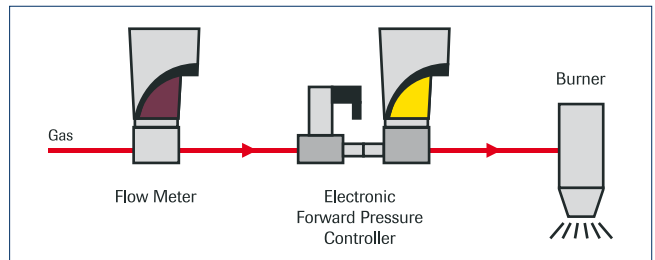 Gas
Flow Meter
Electronic
Forward Pressure
Controller
Burner